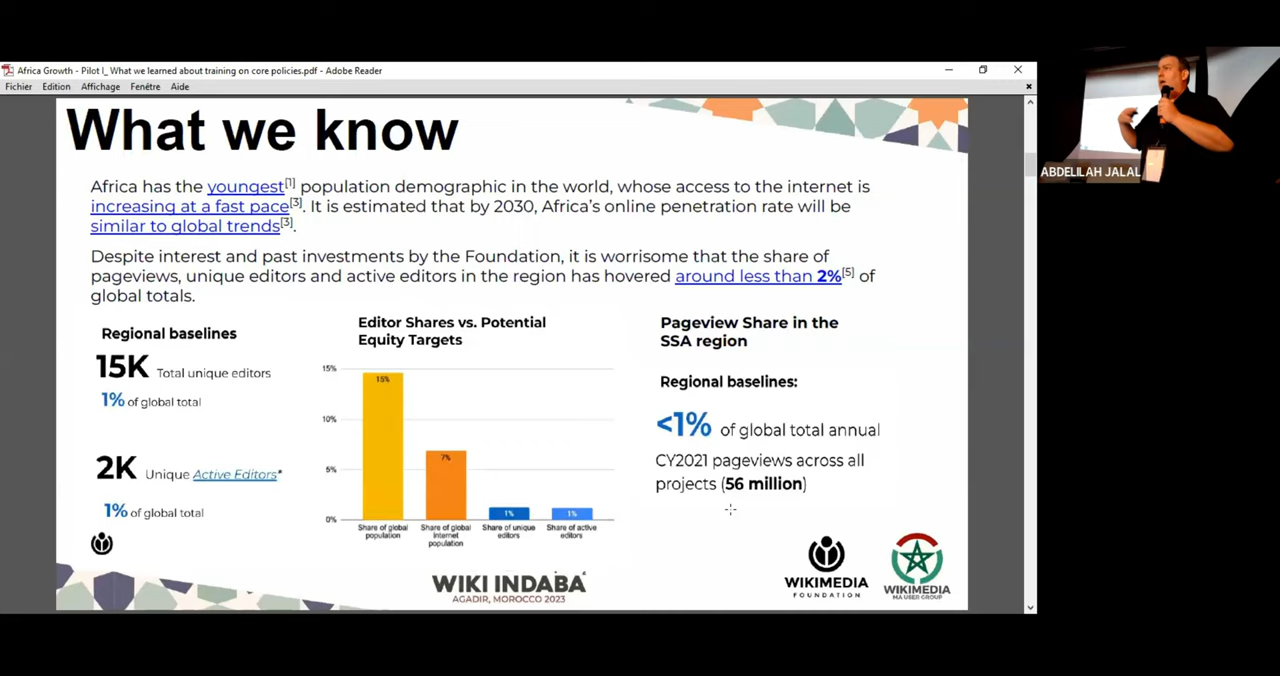 Africa Growth - Pilot I_ What we learned about training on core policies.pdf - Adobe Reader
Fichier Edition Affichage Fenêtre Aide
What we know
Africa has the youngest[1] population demographic in the world, whose access to the internet is
increasing at a fast pace[3]. It is estimated that by 2030, Africa’s online penetration rate will be
similar to global trends[3].
Despite interest and past investments by the Foundation, it is worrisome that the share of
pageviews, unique editors and active editors in the region has hovered around less than 2%[5] of
global totals.
Regional baselines
15K Total unique editors
1% of global total
2K Unique Active Editors*
1% of global total
Editor Shares vs. Potential
Equity Targets
15%
10%
5%
0%
15%
7%
1%
1%
Share of global
population
Share of global
internet
population
Share of unique
editors
Share of active
editors
Pageview Share in the
SSA region
Regional baselines:
<1% of global total annual
CY2021 pageviews across all
projects (56 million)
WIKI INDABA
AGADIR, MOROCCO 2023
WIKIMEDIA
FOUNDATION
WIKIMEDIA
MA USER GROUP
ABDELILAH JALAL